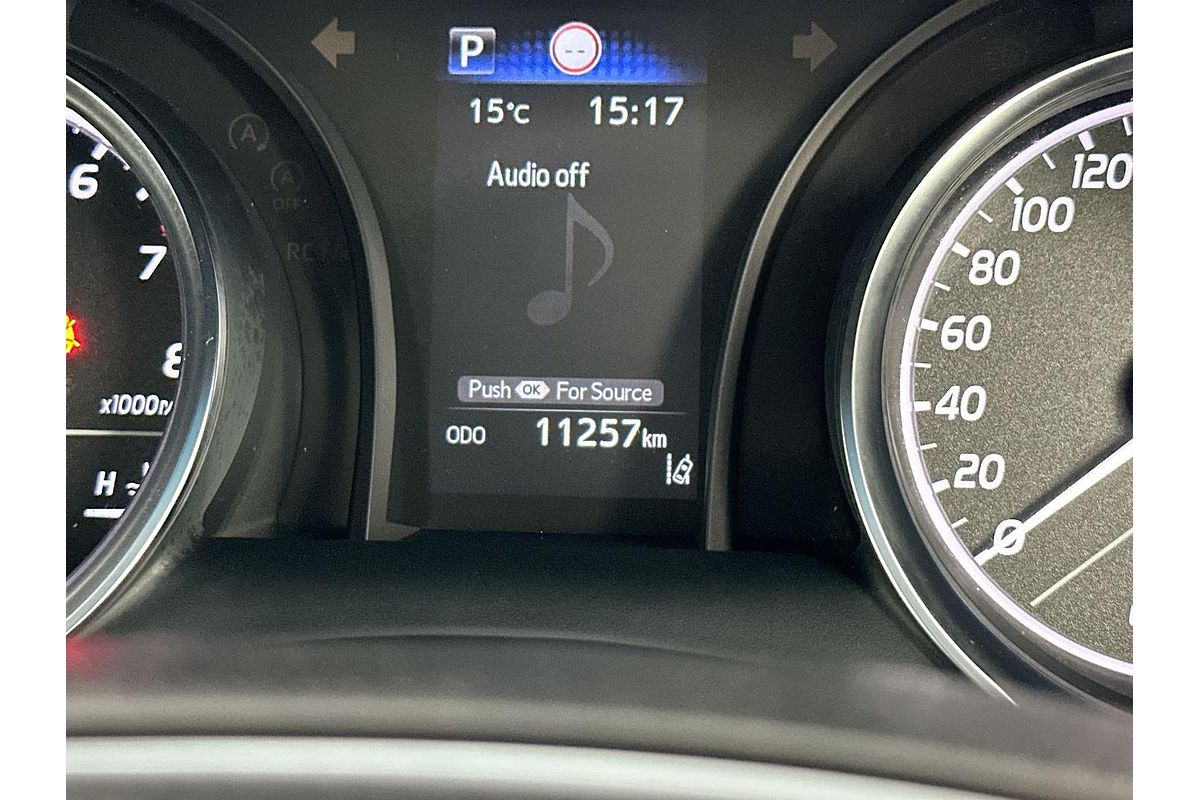 P
--
15°C 15:17
Audio off
Push OK For Source
ODO 11257km
A
A
OFF
6
7
8
x1000r/
H
120
100
80
60
40
20
0